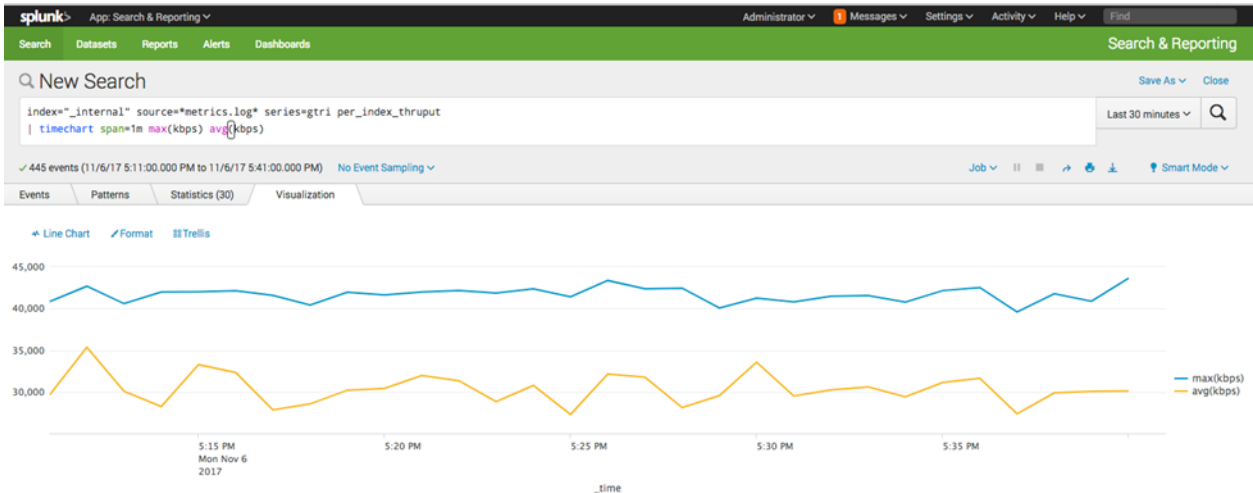 splunk> App: Search & Reporting Administrator 1 Messages Settings Activity Help Find
Search Datasets Reports Alerts Dashboards Search & Reporting
New Search Save As Close
index="_internal" source=*metrics.log* series=gtri per_index_thruput
| timechart span=1m max(kbps) avg(kbps)
Last 30 minutes
445 events (11/6/17 5:11:00.000 PM to 11/6/17 5:41:00.000 PM) No Event Sampling Job Smart Mode
Events Patterns Statistics (30) Visualization
Line Chart Format Trellis
45,000
40,000
35,000
30,000
max(kbps)
avg(kbps)
5:15 PM 5:20 PM 5:25 PM 5:30 PM 5:35 PM
Mon Nov 6
2017
_time